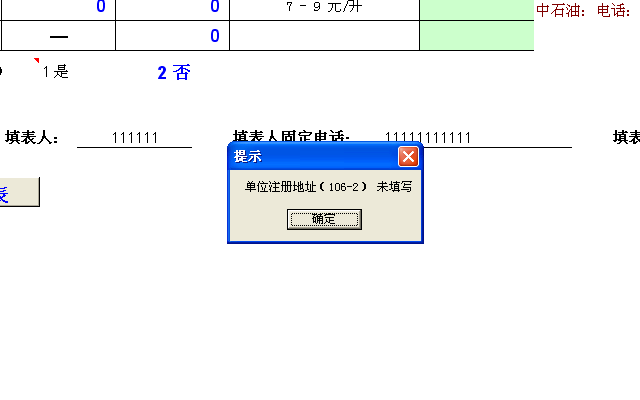 0 0 7 - 9 元/升 中石油: 电话:
— 0
1是 2 否
填表人: 111111 填表人固定电话: 11111111111 填表
提示
单位注册地址(106-2) 未填写
确定